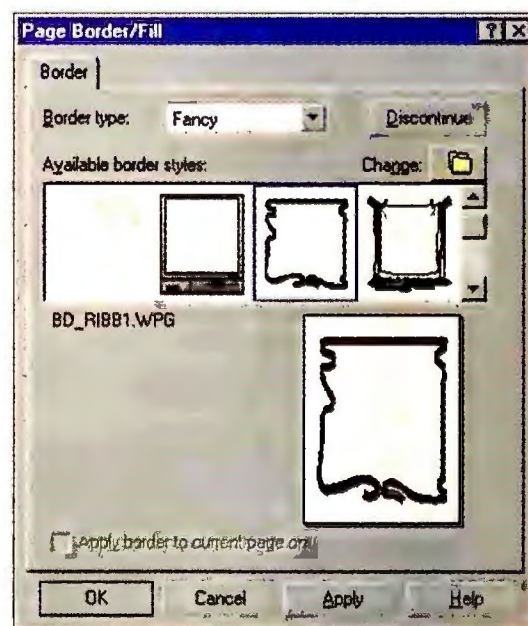 Page Border/Fill ? X
Border
Border type: Fancy Discontinue
Available border styles: Change:
BD_RIBB1.WPG
Apply border to current page only
OK Cancel Apply Help